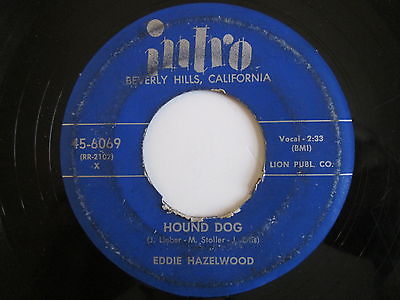 intro
BEVERLY HILLS, CALIFORNIA
45-6069
(RR-2102)
X
Vocal - 2:33
(BMI)
LION PUBL. CO.
HOUND DOG
(J. Lieber - M. Stoller - J. Otis)
EDDIE HAZELWOOD